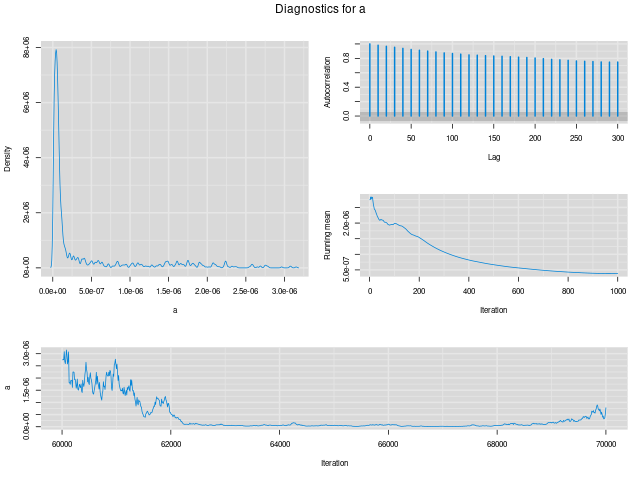 Diagnostics for a
Density
0e+00 2e+06 4e+06 6e+06 8e+06
0.0e+00 5.0e-07 1.0e-06 1.5e-06 2.0e-06 2.5e-06 3.0e-06
a
Autocorrelation
0.0 0.4 0.8
0 50 100 150 200 250 300
Lag
Running mean
5.0e-07 2.0e-06
0 200 400 600 800 1000
Iteration
a
0.0e+00 1.5e-06 3.0e-06
60000 62000 64000 66000 68000 70000
Iteration